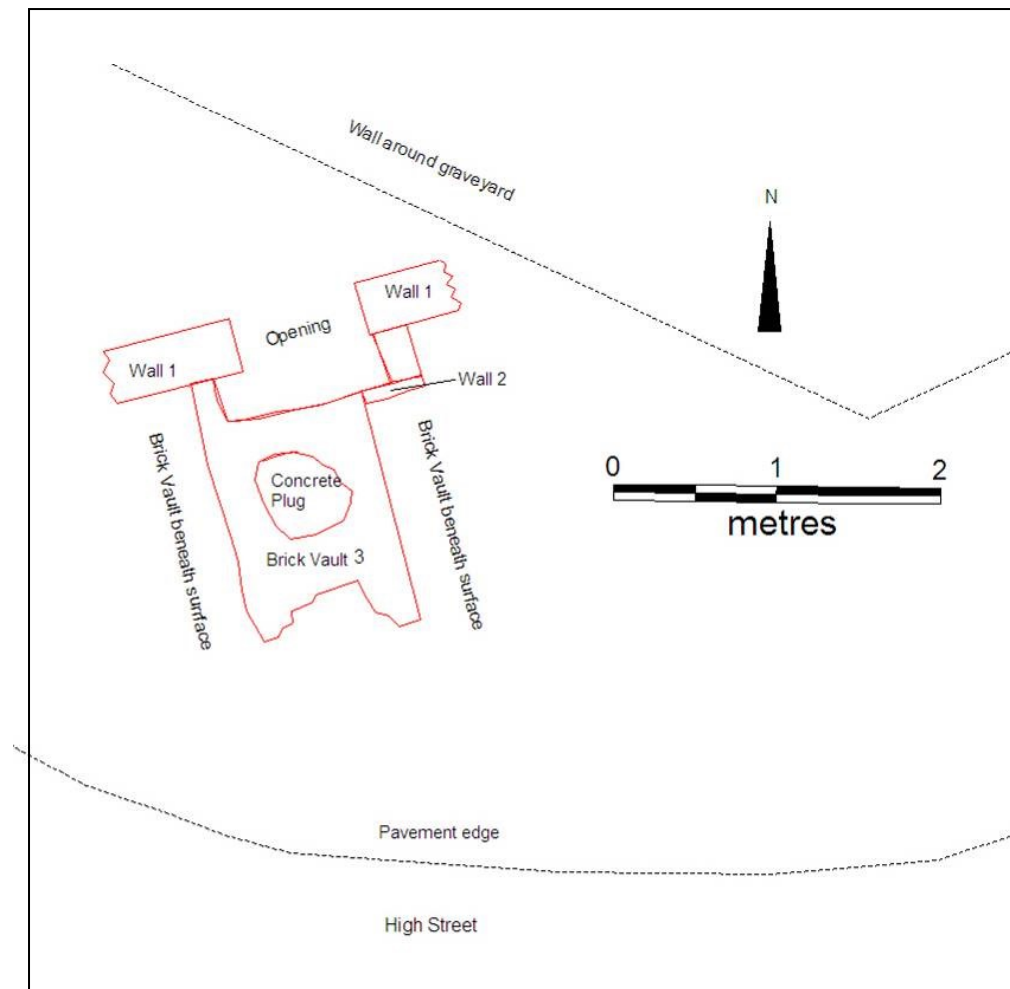 Wall around graveyard
N
Wall 1
Opening
Wall 1
Wall 2
Brick Vault beneath surrface
Brick Vault beneath surface
Concrete
Plug
Brick Vault 3
0 1 2
metres
Pavement edge
High Street